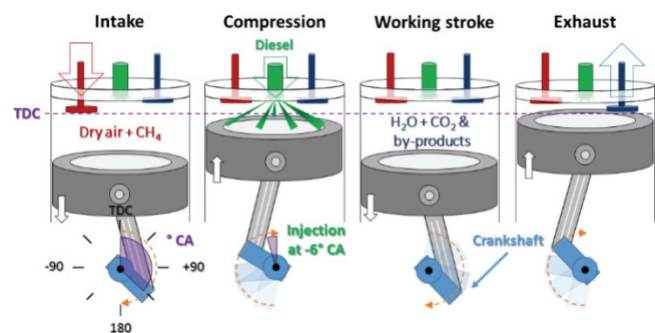 Intake
Compression
Working stroke
Exhaust
Diesel
TDC
Dry air + CH₄
H₂O + CO₂ &
by-products
TDC
° CA
-90
+90
180
Injection
at -6° CA
Crankshaft